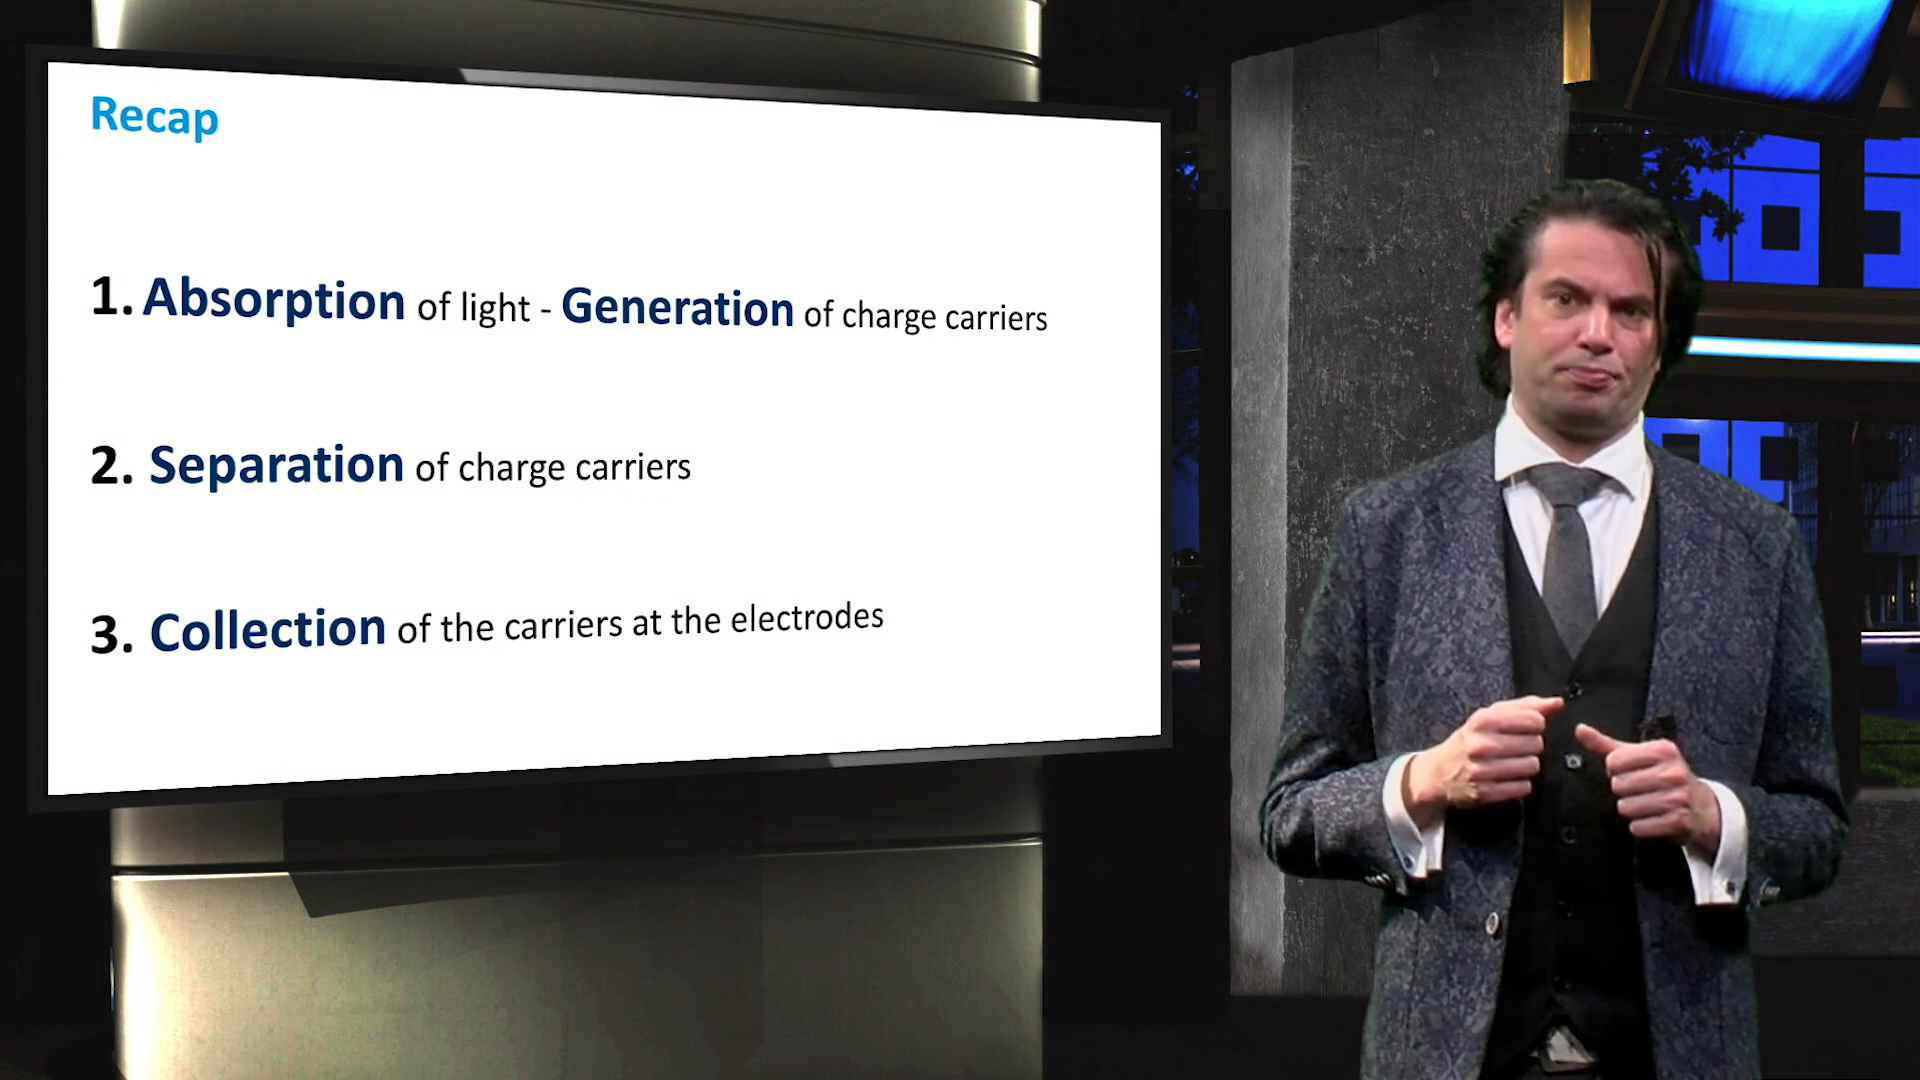 Recap
1. Absorption of light - Generation of charge carriers
2. Separation of charge carriers
3. Collection of the carriers at the electrodes